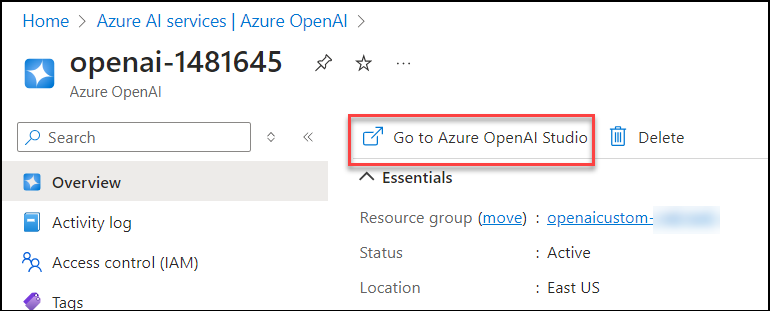 Home > Azure AI services | Azure OpenAI >
openai-1481645
Azure OpenAI
Search
Go to Azure OpenAI Studio
Delete
Overview
Essentials
Activity log
Resource group (move) : openaicustom-
Access control (IAM)
Status : Active
Tags
Location : East US